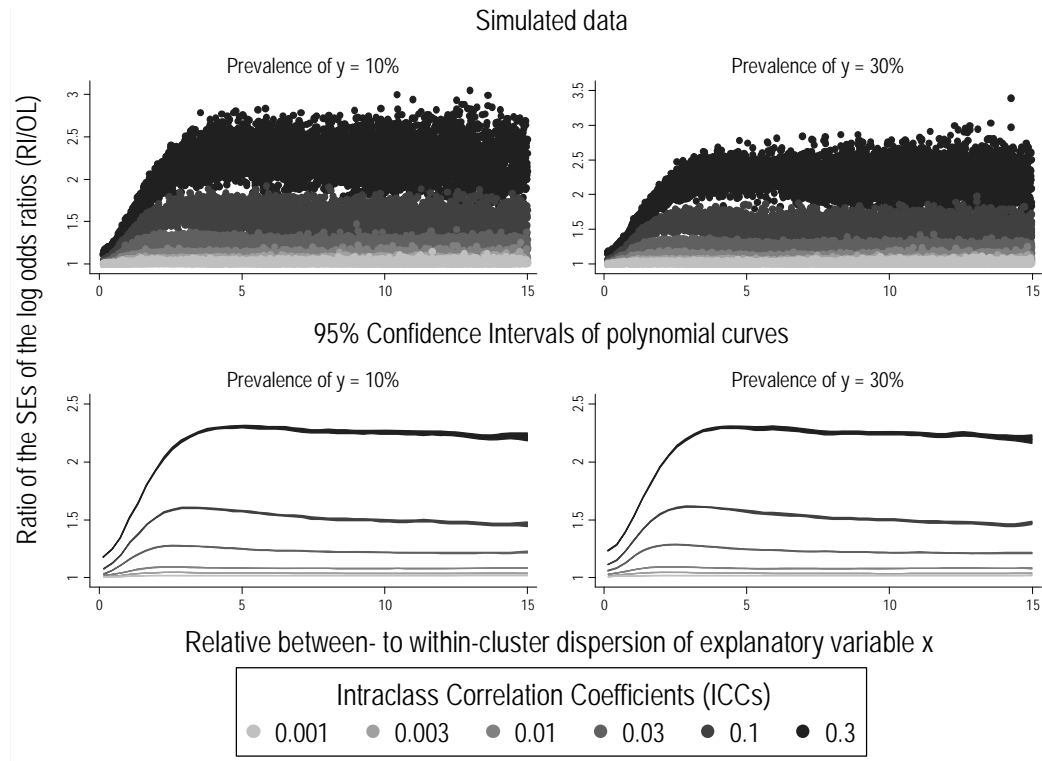 Simulated data
Prevalence of y = 10%
Prevalence of y = 30%
Ratio of the SEs of the log odds ratios (RI/OL)
1 1.5 2 2.5 3
0 5 10 15
1 1.5 2 2.5 3 3.5
0 5 10 15
95% Confidence Intervals of polynomial curves
Prevalence of y = 10%
Prevalence of y = 30%
1 1.5 2 2.5
0 5 10 15
1 1.5 2 2.5
0 5 10 15
Relative between- to within-cluster dispersion of explanatory variable x
Intraclass Correlation Coefficients (ICCs)
0.001 0.003 0.01 0.03 0.1 0.3